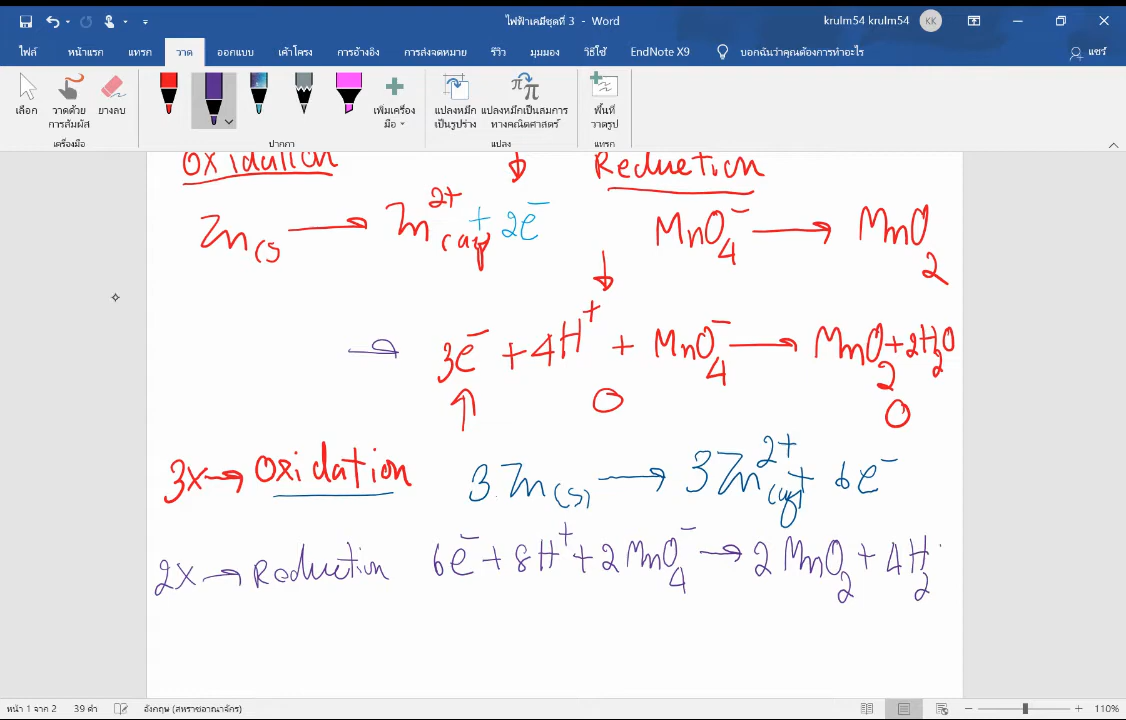 ไฟฟ้าเคมีชุดที่ 3 - Word
krulm54 krulm54
KK
ไฟล์ หน้าแรก แทรก วาด ออกแบบ เค้าโครง การอ้างอิง การส่งจดหมาย รีวิว มุมมอง วิธีใช้ EndNote X9 บอกฉันว่าคุณต้องการทำอะไร แชร์
เลือก วาดด้วยการสัมผัส ยางลบ เพิ่มเครื่องมือ แปลงหมึกเป็นรูปร่าง แปลงหมึกเป็นสมการทางคณิตศาสตร์ พื้นที่วาดรูป
เครื่องมือ ปากกา แปลง แทรก
Oxidation ↓ Reduction
Zn(s → Zn²⁺(aq + 2e⁻ MnO₄⁻ → MnO₂
↓
→ 3e⁻ + 4H⁺ + MnO₄⁻ → MnO₂ + 2H₂O
↑ O O
3x → Oxidation 3 Zn(s) → 3 Zn²⁺(aq) + 6e⁻
2x → Reduction 6e⁻ + 8H⁺ + 2 MnO₄⁻ → 2 MnO₂ + 4H₂
หน้า 1 จาก 2 39 คำ อังกฤษ (สหราชอาณาจักร) 110%